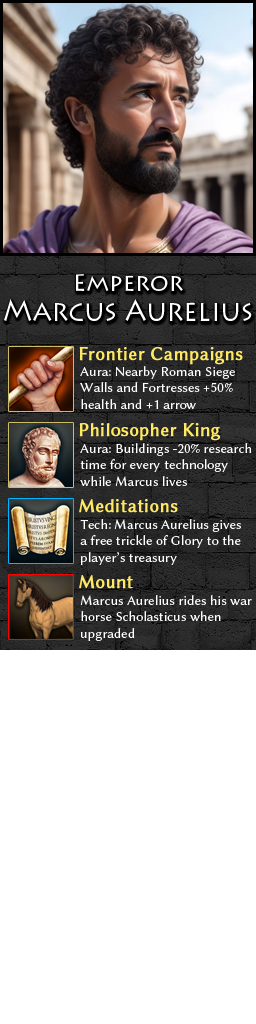 Emperor
Marcus Aurelius
Frontier Campaigns
Aura: Nearby Roman Siege
Walls and Fortresses +50%
health and +1 arrow
Philosopher King
Aura: Buildings -20% research
time for every technology
while Marcus lives
Meditations
Tech: Marcus Aurelius gives
a free trickle of Glory to the
player's treasury
Mount
Marcus Aurelius rides his war
horse Scholasticus when
upgraded